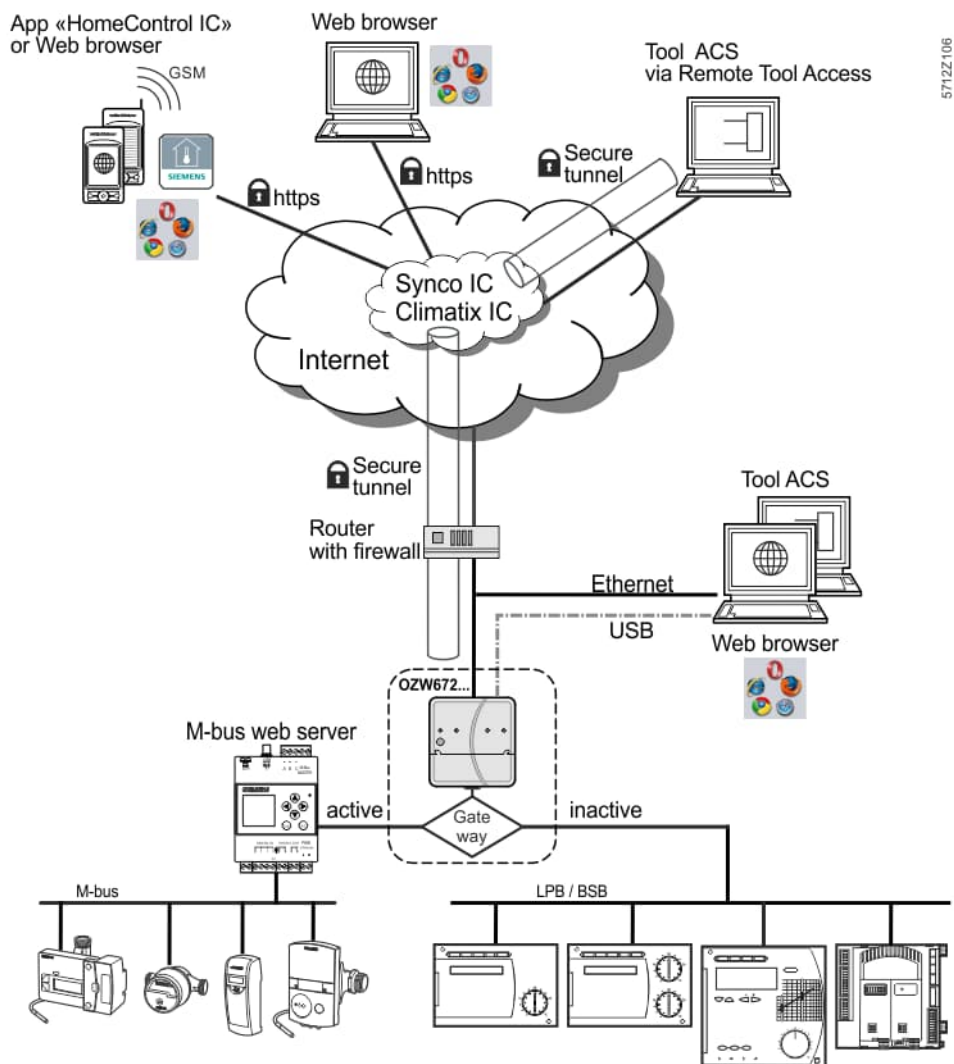 App «HomeControl IC»
or Web browser
GSM
SIEMENS
https
Web browser
https
Tool ACS
via Remote Tool Access
5712Z106
Secure
tunnel
Synco IC
Climatix IC
Internet
Secure
tunnel
Router
with firewall
Tool ACS
Ethernet
USB
Web browser
OZW672...
M-bus web server
active
Gate
way
inactive
M-bus
LPB / BSB